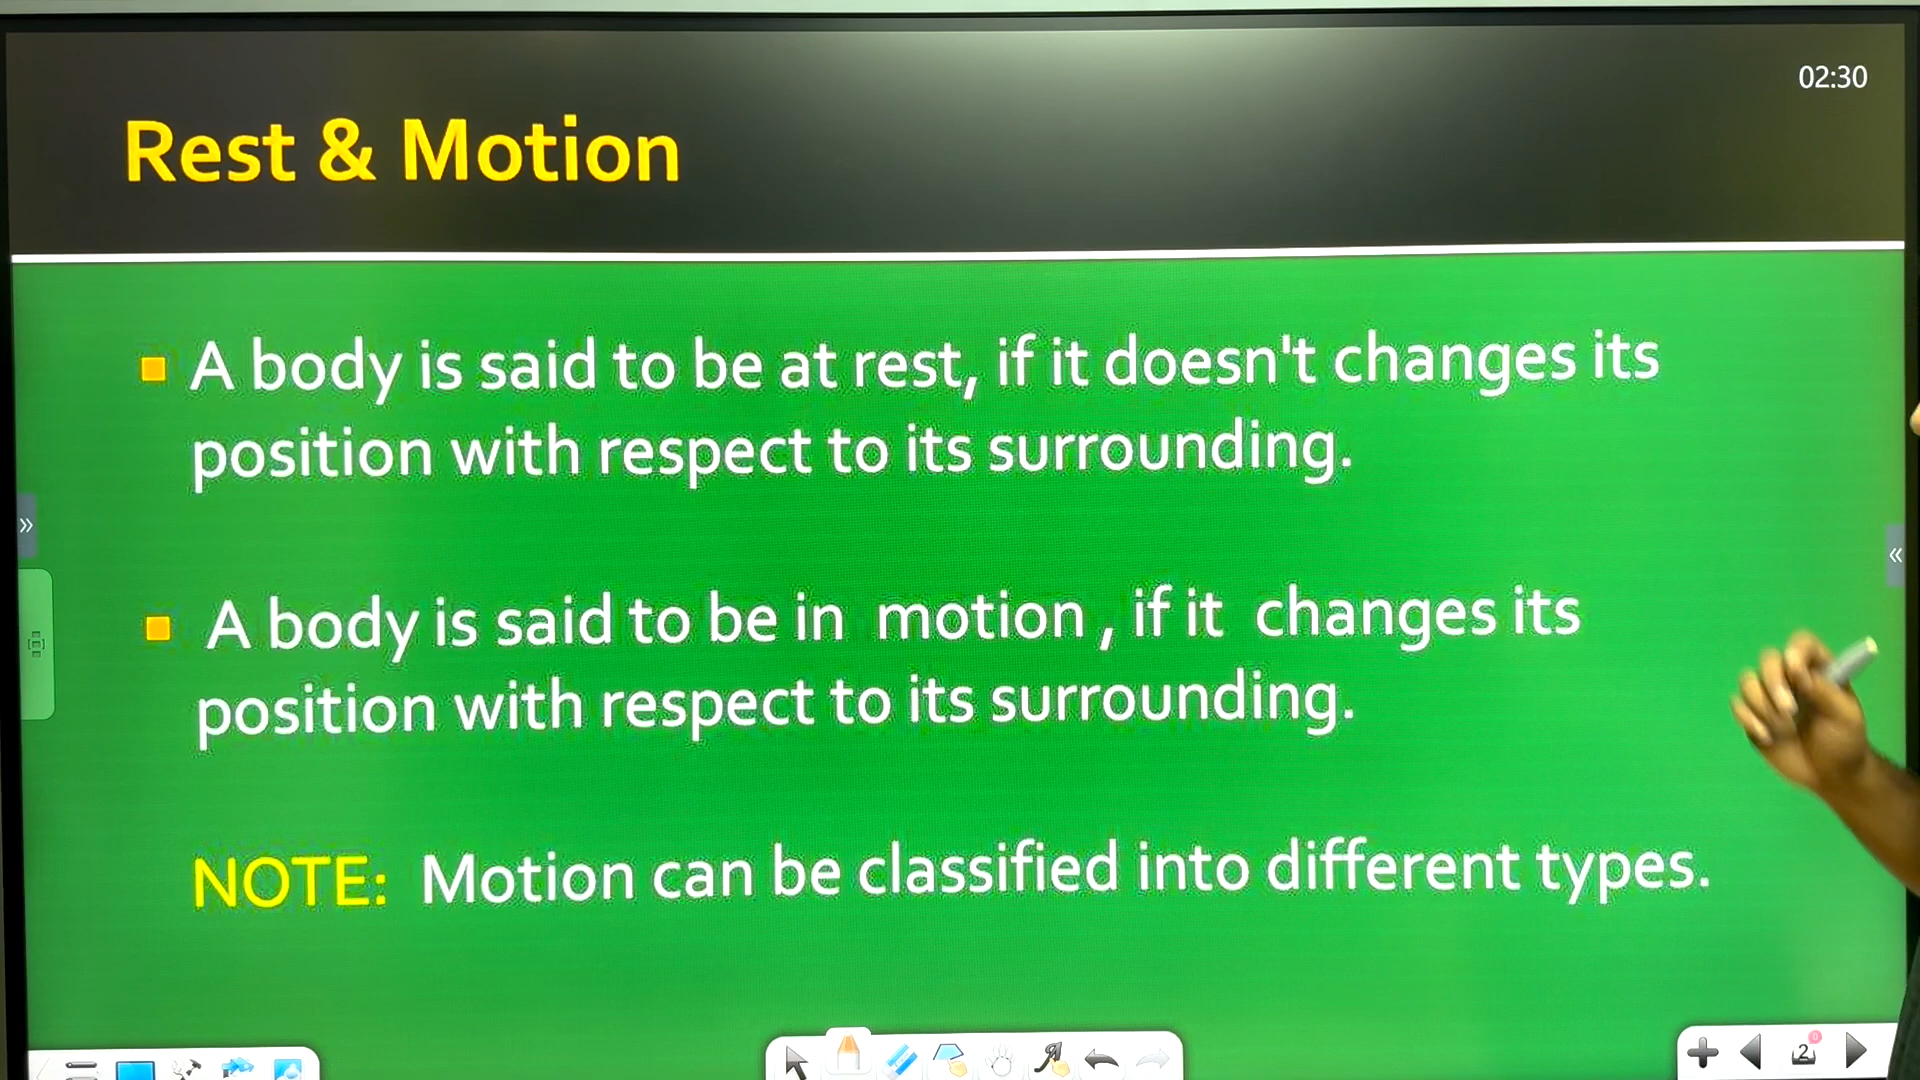 02:30
Rest & Motion
A body is said to be at rest, if it doesn't changes its
position with respect to its surrounding.
A body is said to be in motion , if it changes its
position with respect to its surrounding.
NOTE: Motion can be classified into different types.
2
0